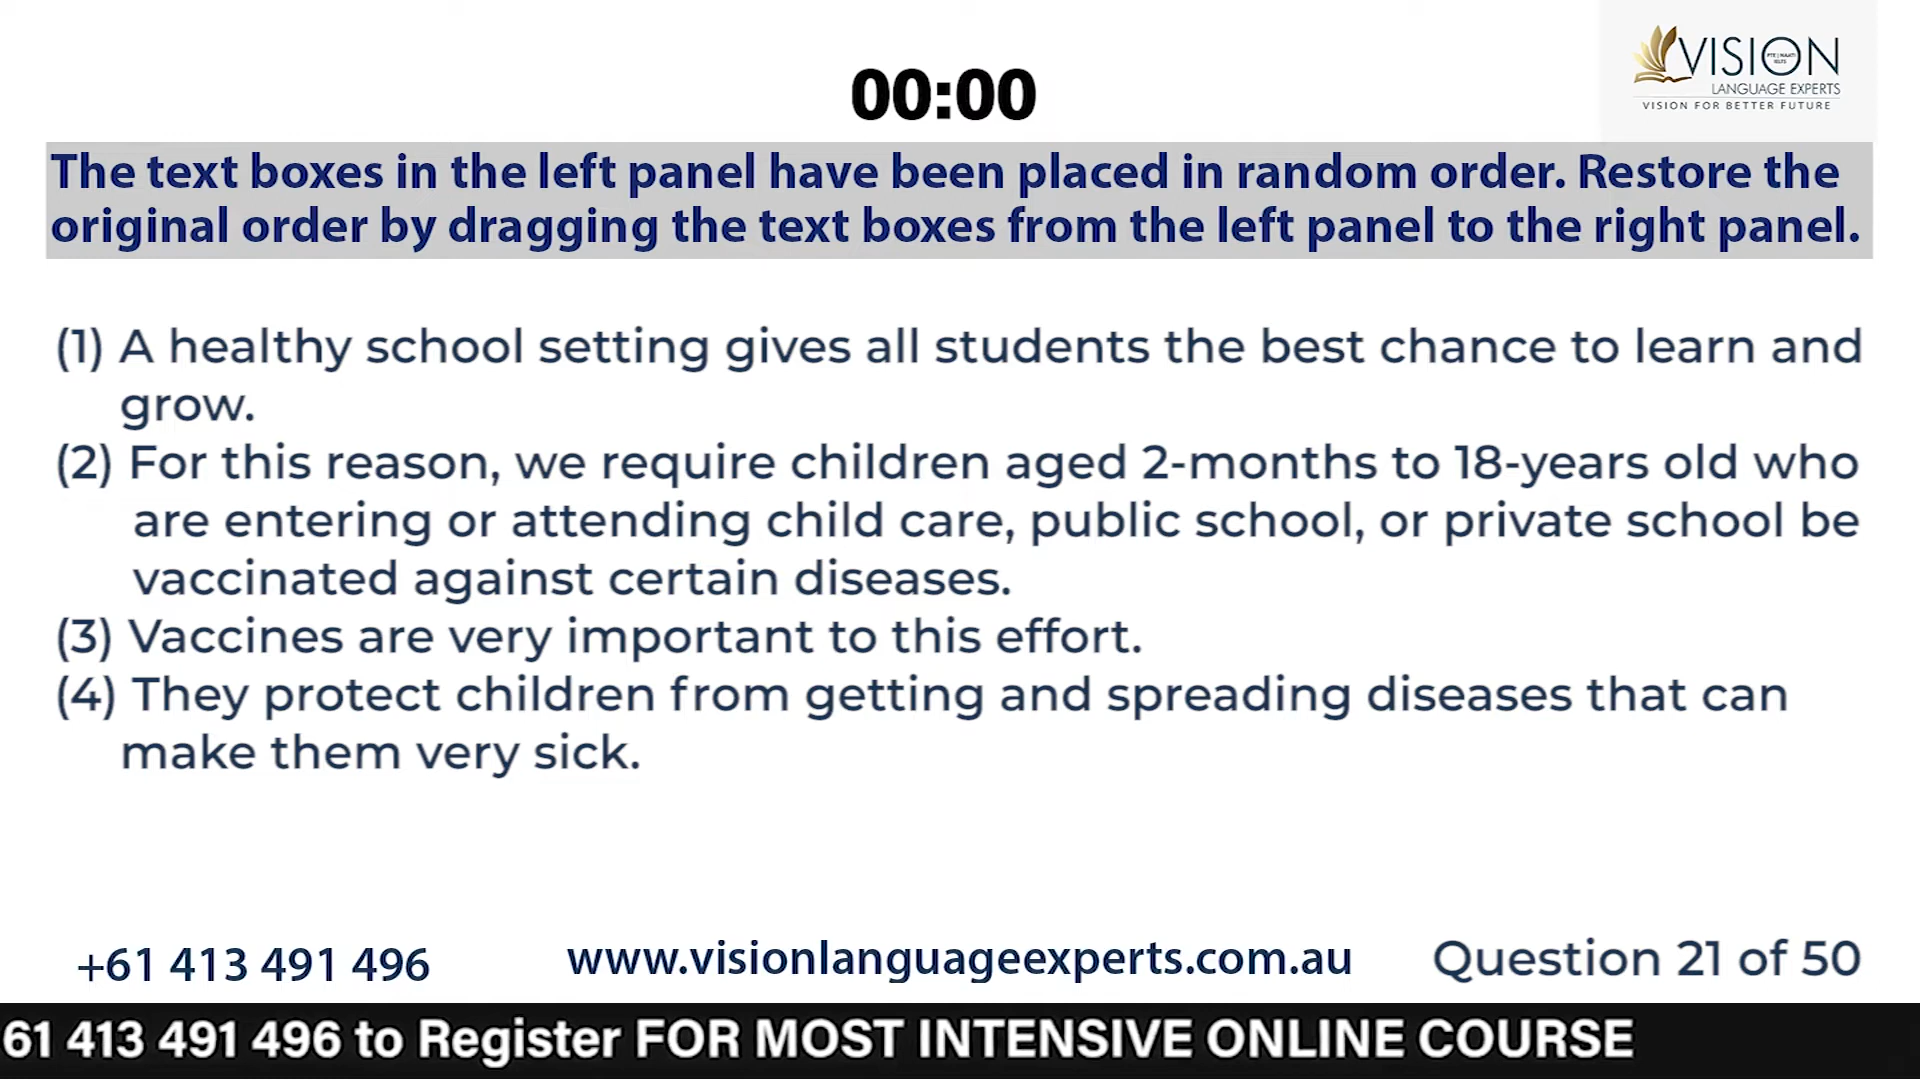 VISION
PTE | NAATI
IELTS
LANGUAGE EXPERTS
VISION FOR BETTER FUTURE
00:00
The text boxes in the left panel have been placed in random order. Restore the
original order by dragging the text boxes from the left panel to the right panel.
(1) A healthy school setting gives all students the best chance to learn and
grow.
(2) For this reason, we require children aged 2-months to 18-years old who
are entering or attending child care, public school, or private school be
vaccinated against certain diseases.
(3) Vaccines are very important to this effort.
(4) They protect children from getting and spreading diseases that can
make them very sick.
+61 413 491 496
www.visionlanguageexperts.com.au
Question 21 of 50
61 413 491 496 to Register FOR MOST INTENSIVE ONLINE COURSE